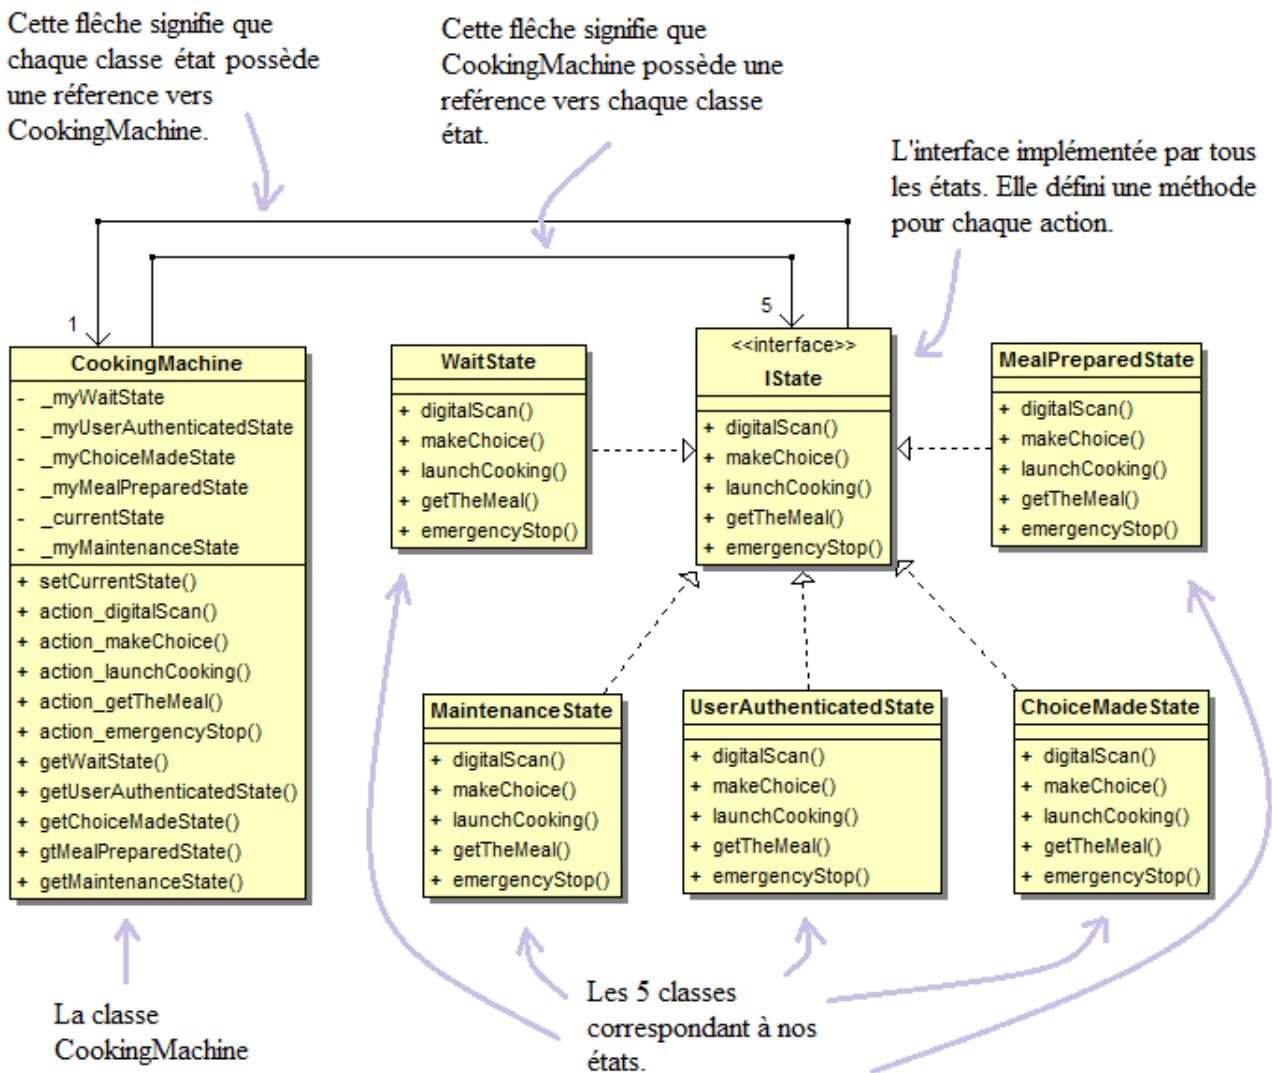 Cette flêche signifie que
chaque classe état possède
une réference vers
CookingMachine.
Cette flêche signifie que
CookingMachine possède une
reférence vers chaque classe
état.
L'interface implémentée par tous
les états. Elle défini une méthode
pour chaque action.
1
5
CookingMachine
- _myWaitState
- _myUserAuthenticatedState
- _myChoiceMadeState
- _myMealPreparedState
- _currentState
- _myMaintenanceState
+ setCurrentState()
+ action_digitalScan()
+ action_makeChoice()
+ action_launchCooking()
+ action_getTheMeal()
+ action_emergencyStop()
+ getWaitState()
+ getUserAuthenticatedState()
+ getChoiceMadeState()
+ gtMealPreparedState()
+ getMaintenanceState()
WaitState
+ digitalScan()
+ makeChoice()
+ launchCooking()
+ getTheMeal()
+ emergencyStop()
<<interface>>
IState
+ digitalScan()
+ makeChoice()
+ launchCooking()
+ getTheMeal()
+ emergencyStop()
MealPreparedState
+ digitalScan()
+ makeChoice()
+ launchCooking()
+ getTheMeal()
+ emergencyStop()
MaintenanceState
+ digitalScan()
+ makeChoice()
+ launchCooking()
+ getTheMeal()
+ emergencyStop()
UserAuthenticatedState
+ digitalScan()
+ makeChoice()
+ launchCooking()
+ getTheMeal()
+ emergencyStop()
ChoiceMadeState
+ digitalScan()
+ makeChoice()
+ launchCooking()
+ getTheMeal()
+ emergencyStop()
La classe
CookingMachine
Les 5 classes
correspondant à nos
états.